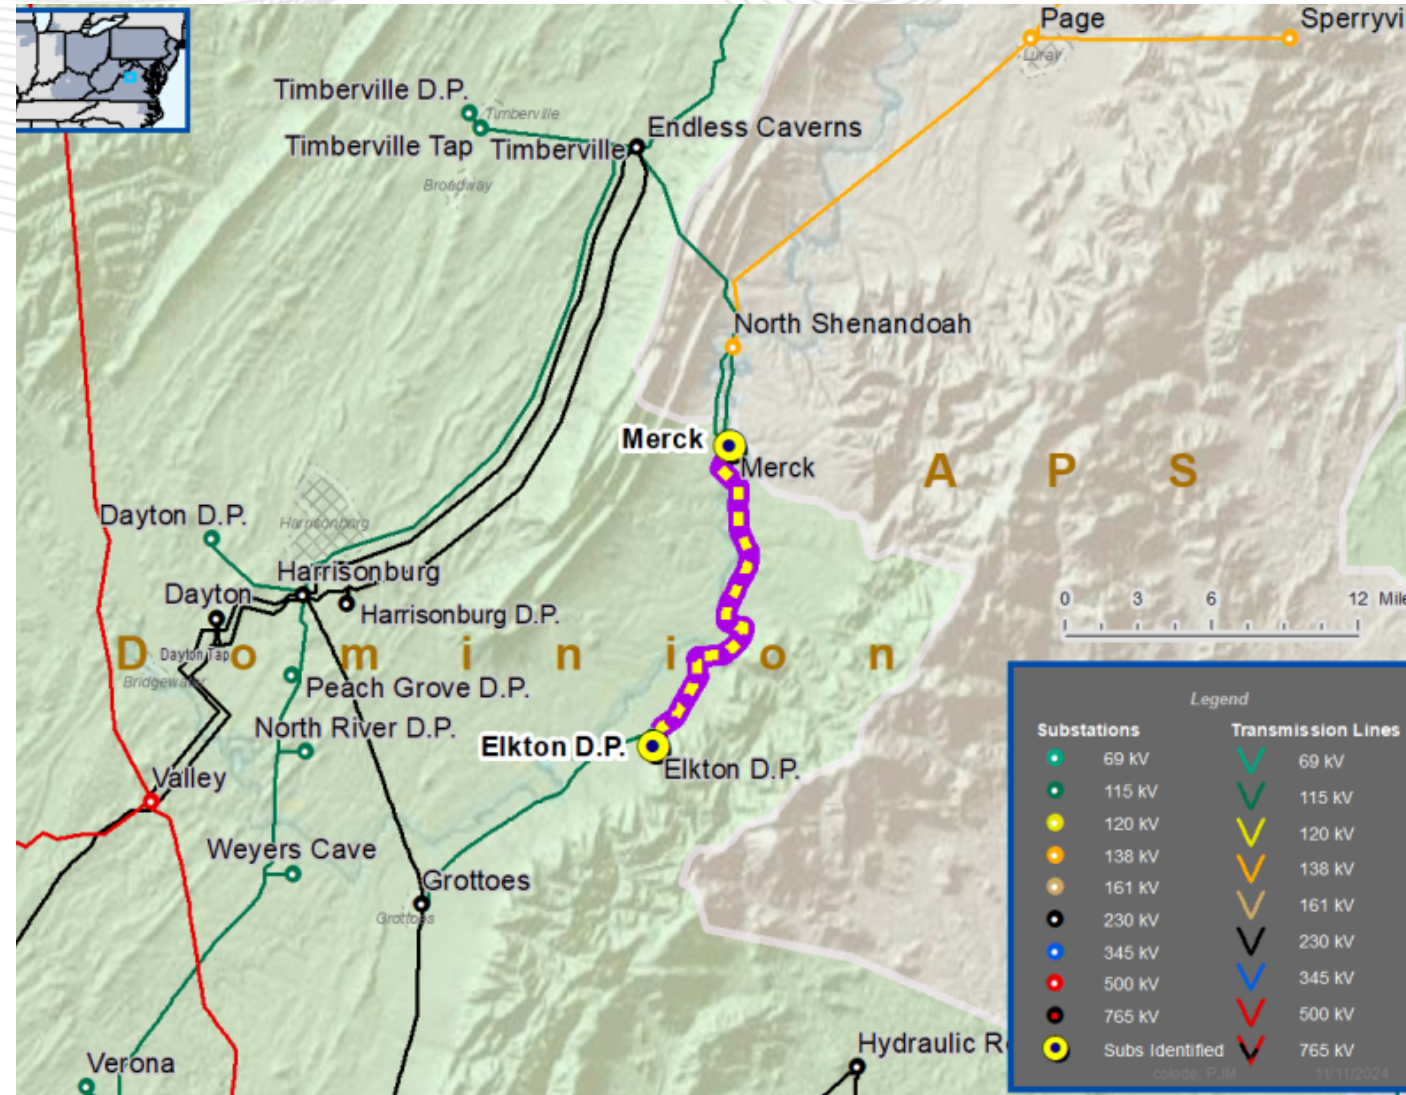 Page
Sperryvi
Luray
Timberville D.P.
Timberville
Endless Caverns
Timberville Tap
Timberville
Broadway
North Shenandoah
Merck
Merck
A P S
Dayton D.P.
Harrisonburg
Harrisonburg
Dayton
Harrisonburg D.P.
0 3 6 12 Mile
D o m i n i o n
Dayton Tap
Bridgewater
Peach Grove D.P.
North River D.P.
Elkton D.P.
Elkton D.P.
Valley
Weyers Cave
Grottoes
Grottoes
Hydraulic R
Verona
Legend
Substations Transmission Lines
69 kV 69 kV
115 kV 115 kV
120 kV 120 kV
138 kV 138 kV
161 kV 161 kV
230 kV 230 kV
345 kV 345 kV
500 kV 500 kV
765 kV 765 kV
Subs Identified
colode, PJM 11/11/2024